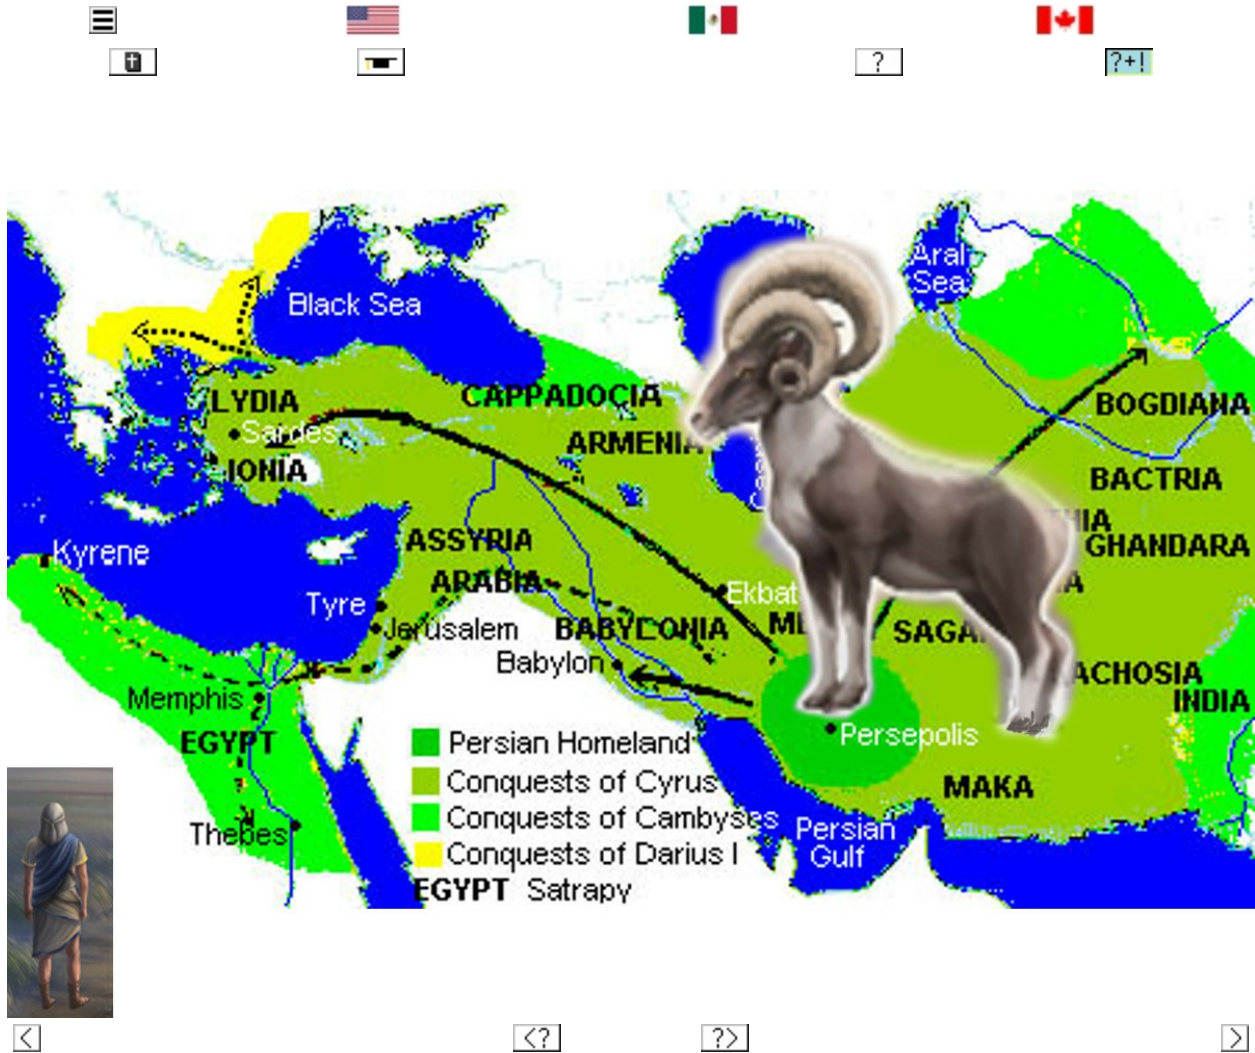 ?
?+!
Aral
Sea
Black Sea
LYDIA
CAPPADOCIA
BOGDIANA
Sardes
ARMENIA
IONIA
BACTRIA
HIA
ASSYRIA
GHANDARA
Kyrene
ARABIA
Ekbat
Tyre
Jerusalem
BABYLONIA
SAGA
Babylon
ACHOSIA
Memphis
INDIA
EGYPT
Persepolis
Persian Homeland
Conquests of Cyrus
MAKA
Conquests of Cambyses
Persian
Gulf
Thebes
Conquests of Darius I
EGYPT Satrapy
<
<?
?>
>